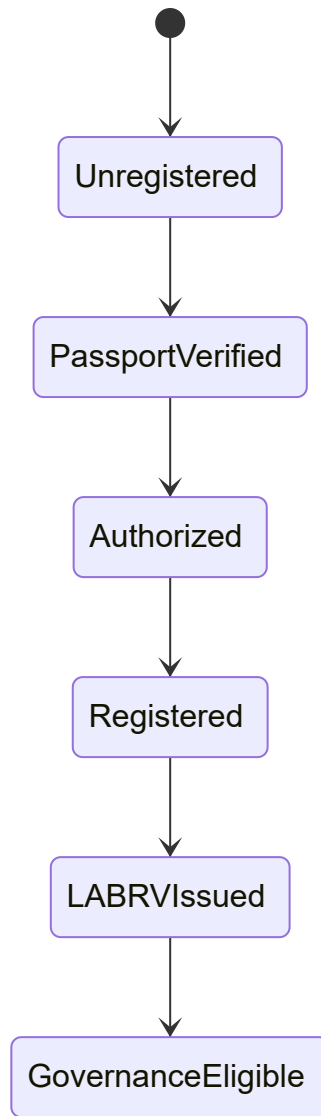 Unregistered
PassportVerified
Authorized
Registered
LABRVIssued
GovernanceEligible